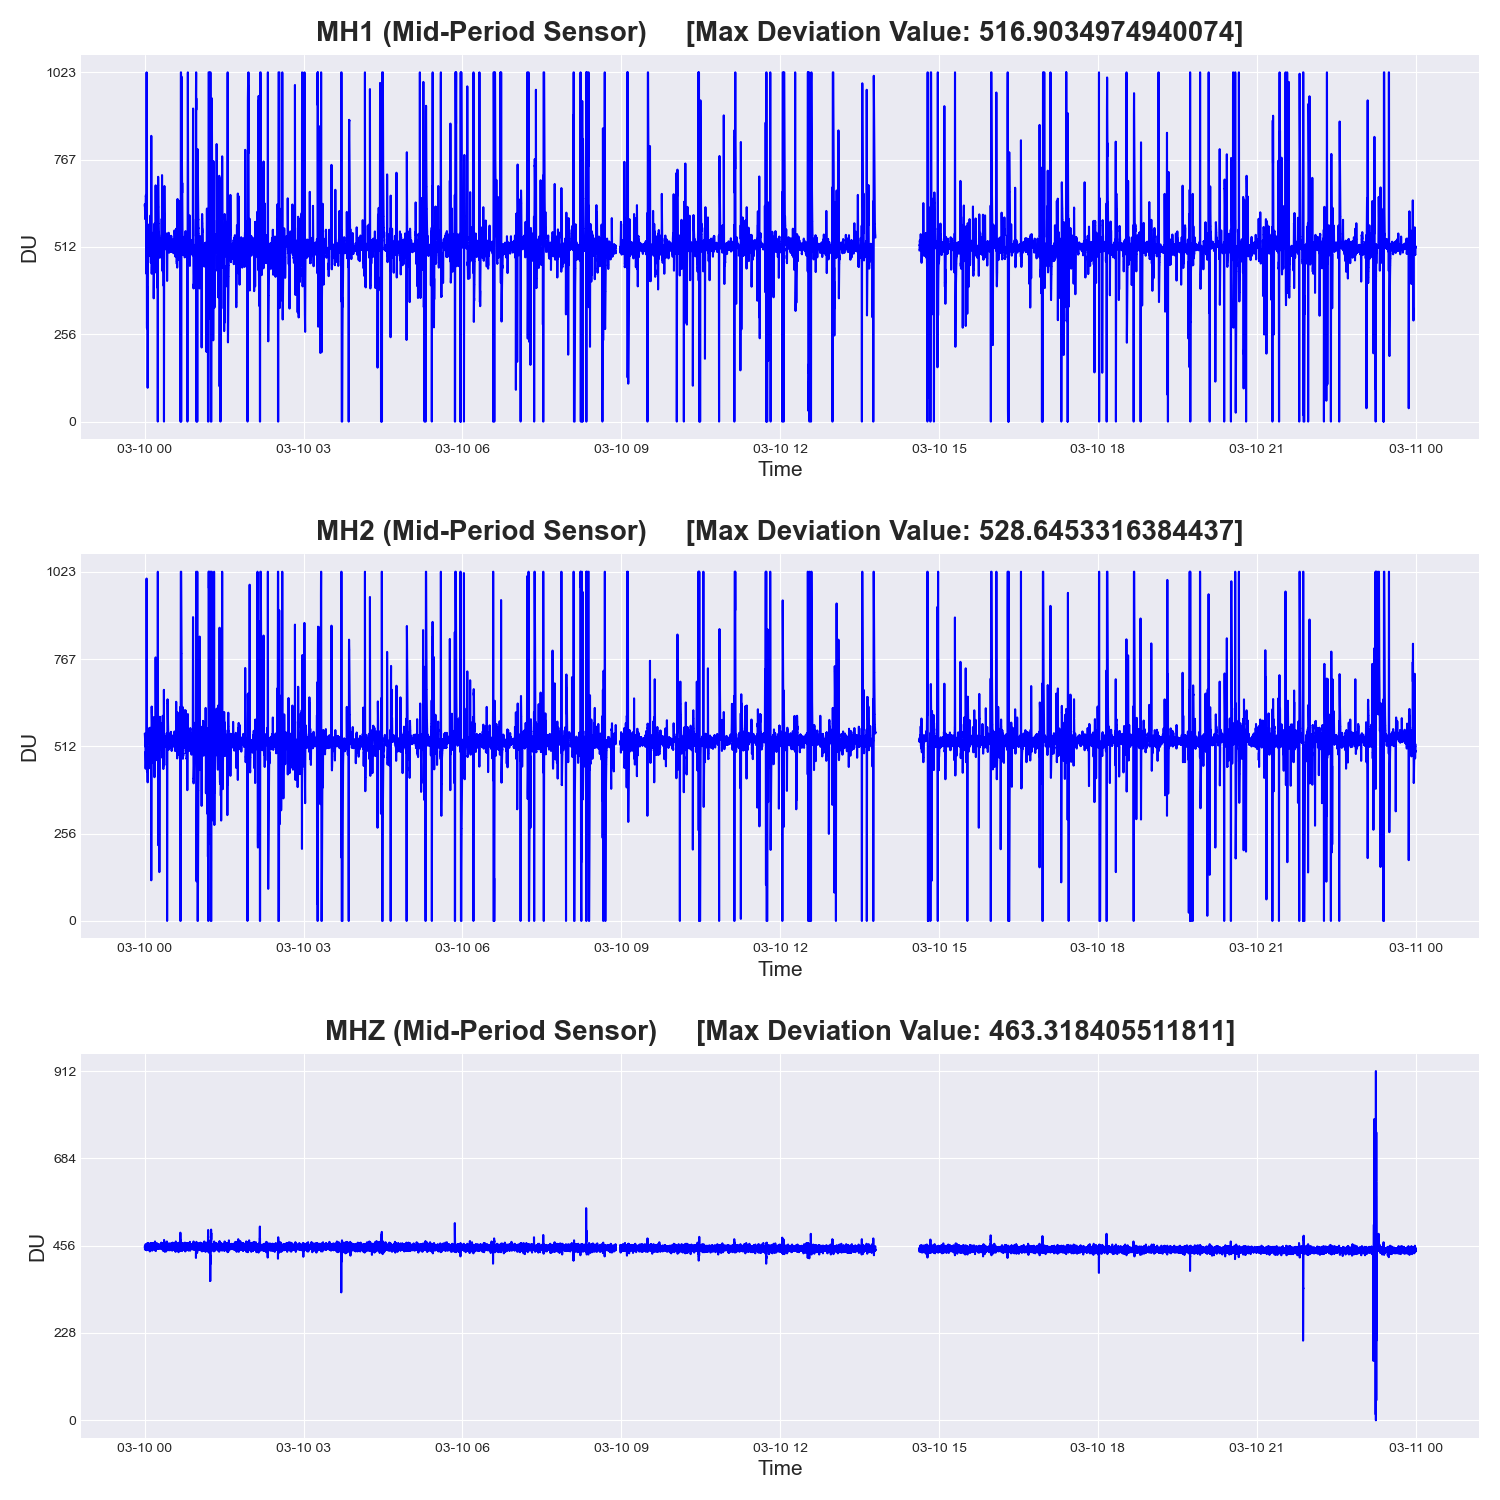 MH1 (Mid-Period Sensor) [Max Deviation Value: 516.9034974940074]
1023
767
512
256
0
DU
03-10 00 03-10 03 03-10 06 03-10 09 03-10 12 03-10 15 03-10 18 03-10 21 03-11 00
Time
MH2 (Mid-Period Sensor) [Max Deviation Value: 528.6453316384437]
1023
767
512
256
0
DU
03-10 00 03-10 03 03-10 06 03-10 09 03-10 12 03-10 15 03-10 18 03-10 21 03-11 00
Time
MHZ (Mid-Period Sensor) [Max Deviation Value: 463.318405511811]
912
684
456
228
0
DU
03-10 00 03-10 03 03-10 06 03-10 09 03-10 12 03-10 15 03-10 18 03-10 21 03-11 00
Time